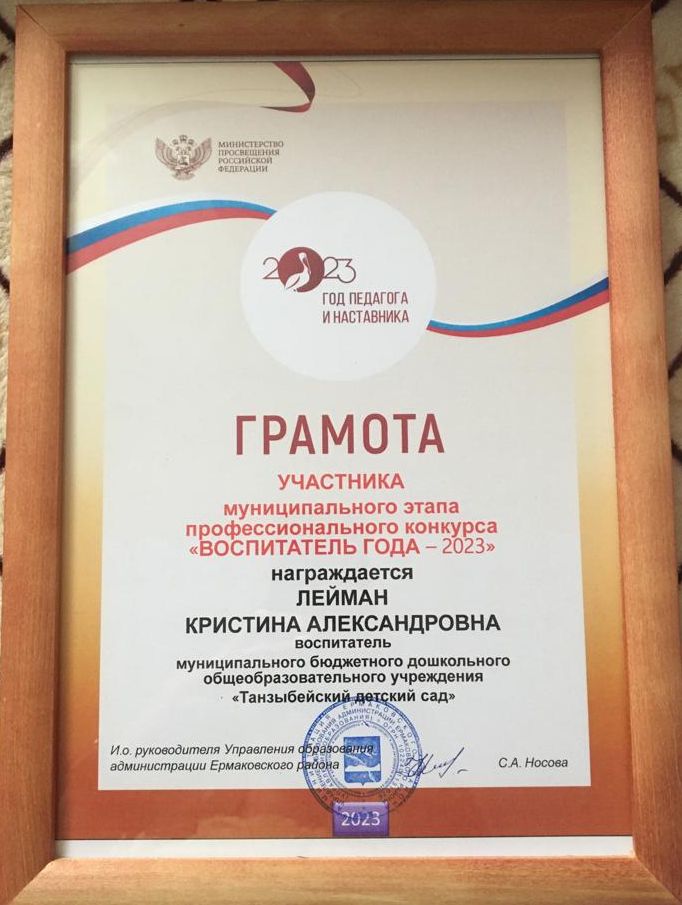 МИНИСТЕРСТВО
ПРОСВЕЩЕНИЯ
РОССИЙСКОЙ
ФЕДЕРАЦИИ
2023
ГОД ПЕДАГОГА
И НАСТАВНИКА
ГРАМОТА
УЧАСТНИКА
муниципального этапа
профессионального конкурса
«ВОСПИТАТЕЛЬ ГОДА – 2023»
награждается
ЛЕЙМАН
КРИСТИНА АЛЕКСАНДРОВНА
воспитатель
муниципального бюджетного дошкольного
общеобразовательного учреждения
«Танзыбейский детский сад»
И.о. руководителя Управления образования
администрации Ермаковского района
С.А. Носова
2023